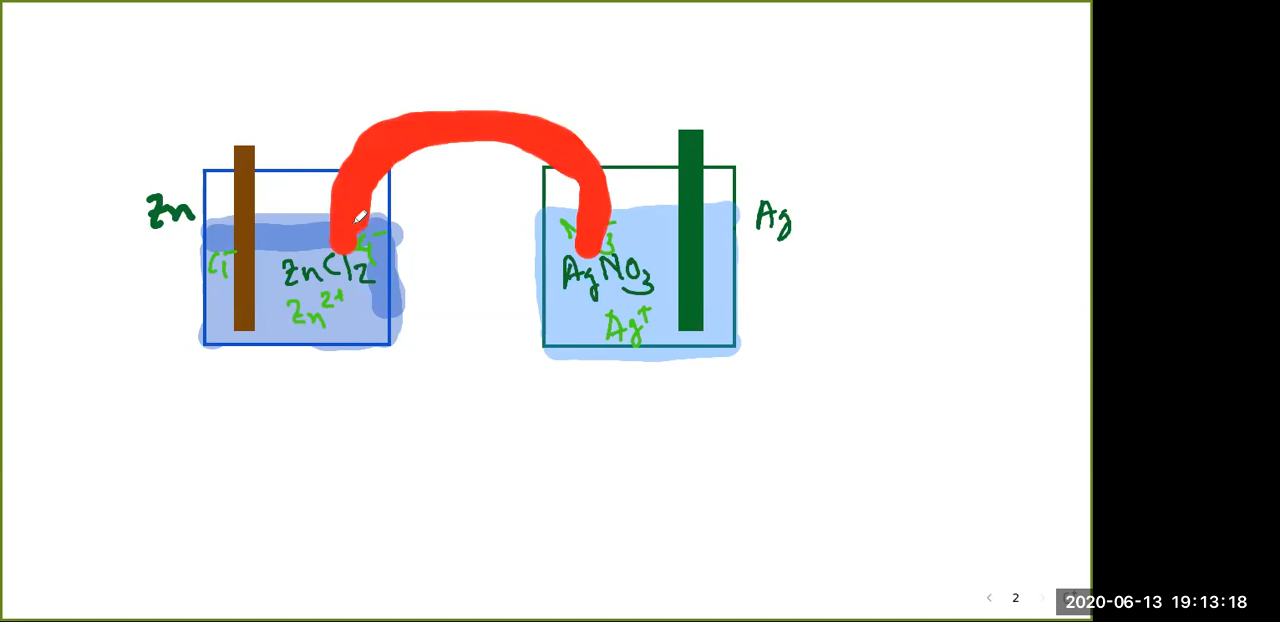 Zn
Ag
Cl⁻
ZnCl2
Zn²⁺
AgNO3
Ag⁺
2
2020-06-13 19:13:18